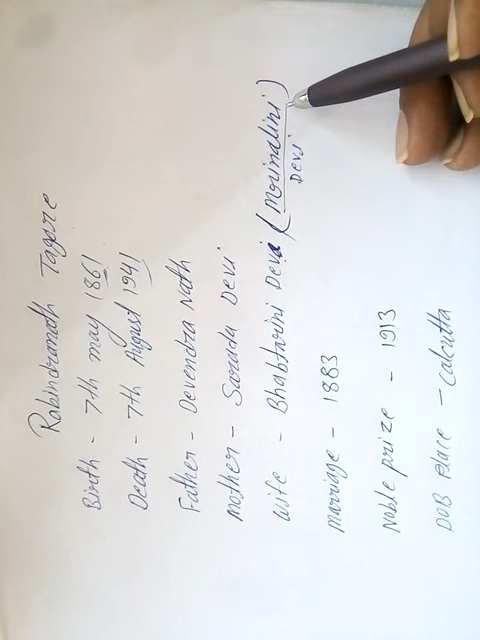 Rabindranath Tagore
Birth - 7th may 1861
Death - 7th August 1941
Father - Devendra Nath
Mother - Sarada Devi
Wife - Bhabtarini Devi (Mrinalini Devi)
Marriage - 1883
Noble prize - 1913
DOB Place - Calcutta